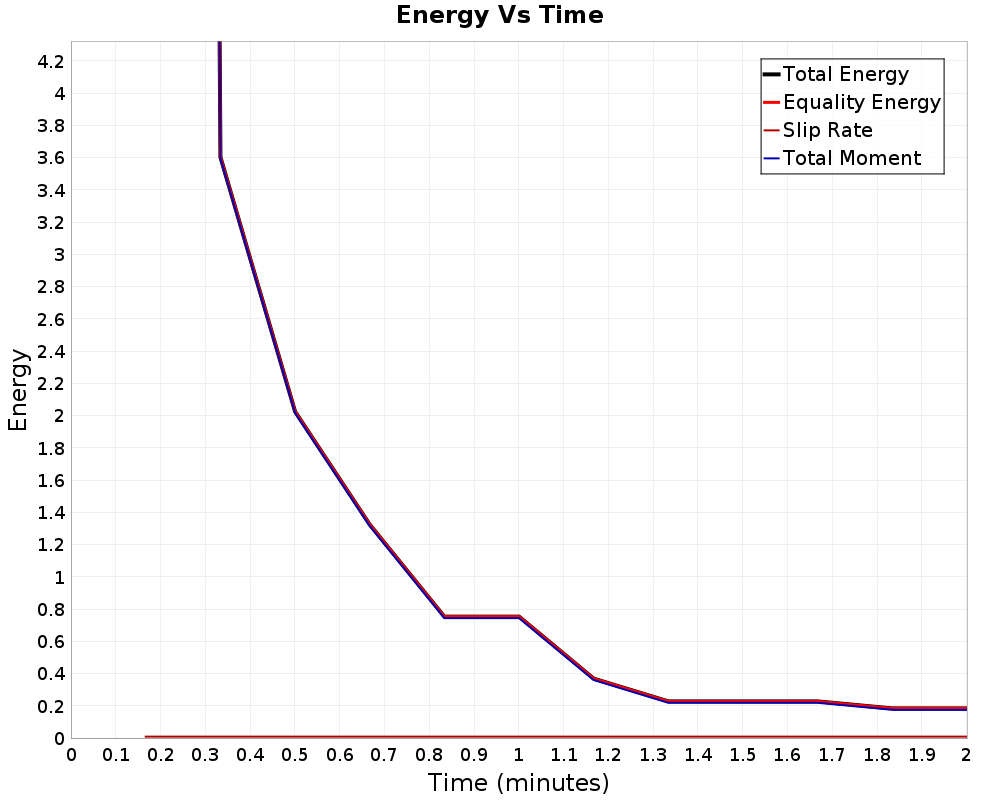 Energy Vs Time
Total Energy
Equality Energy
Slip Rate
Total Moment
4.2
4
3.8
3.6
3.4
3.2
3
2.8
2.6
2.4
2.2
2
1.8
1.6
1.4
1.2
1
0.8
0.6
0.4
0.2
0
Energy
0 0.1 0.2 0.3 0.4 0.5 0.6 0.7 0.8 0.9 1 1.1 1.2 1.3 1.4 1.5 1.6 1.7 1.8 1.9 2
Time (minutes)